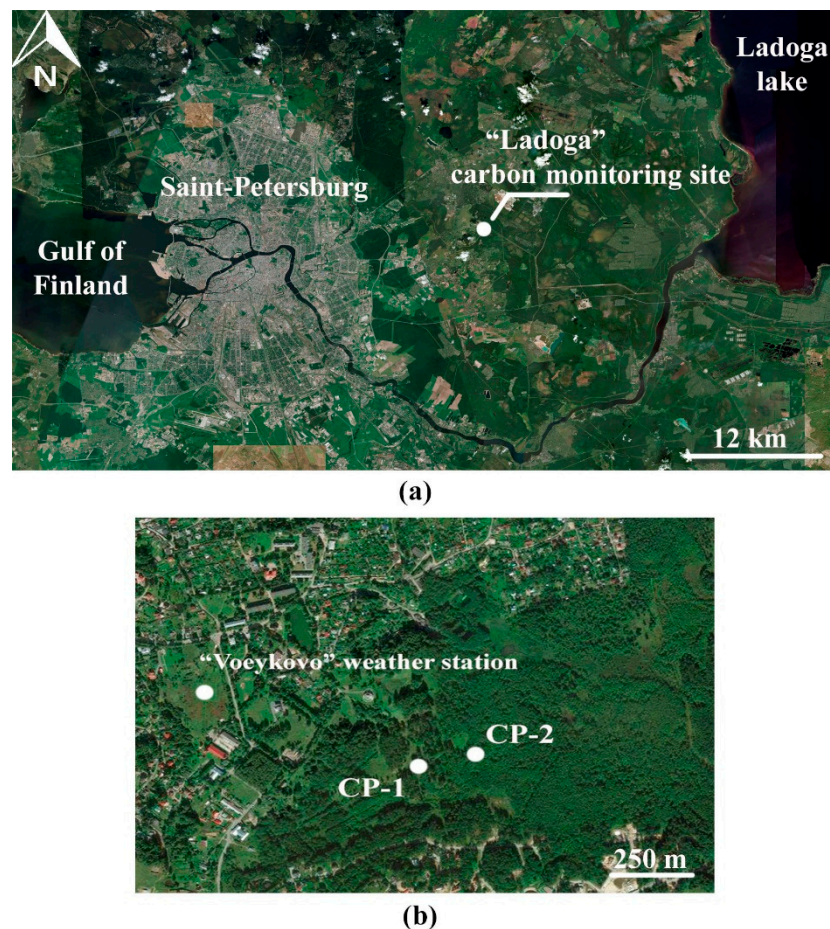 N
Ladoga
lake
“Ladoga”
carbon monitoring site
Saint-Petersburg
Gulf of
Finland
12 km
(a)
“Voeykovo” weather station
CP-2
CP-1
250 m
(b)